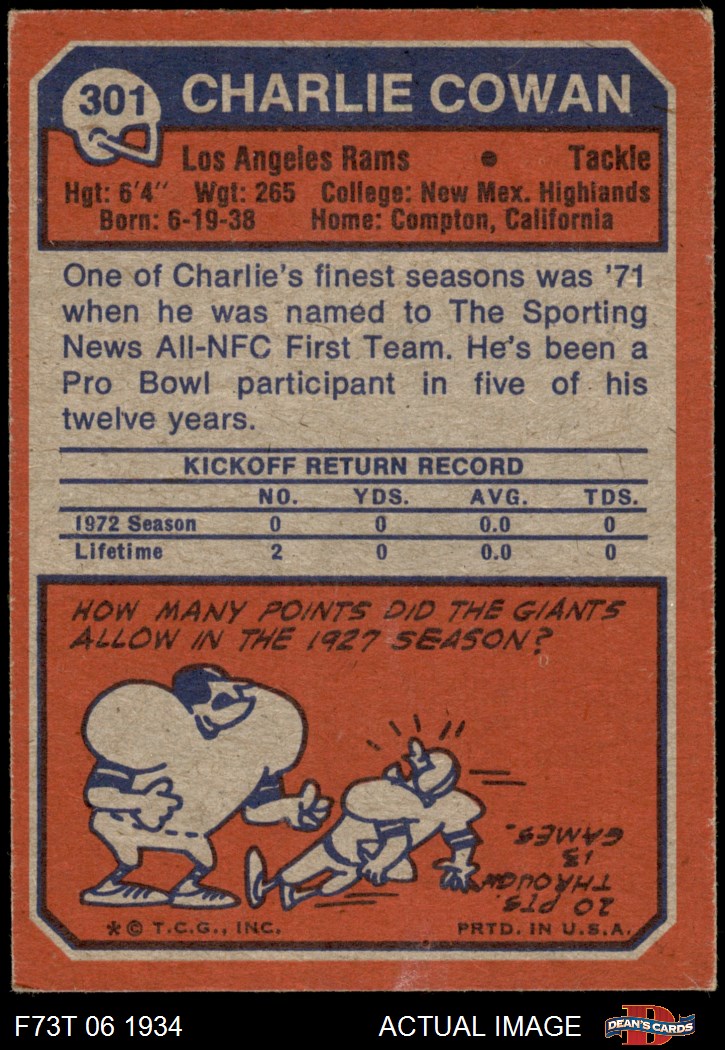 301 CHARLIE COWAN
Los Angeles Rams • Tackle
Hgt: 6'4" Wgt: 265 College: New Mex. Highlands
Born: 6-19-38 Home: Compton, California
One of Charlie's finest seasons was '71
when he was named to The Sporting
News All-NFC First Team. He's been a
Pro Bowl participant in five of his
twelve years.
KICKOFF RETURN RECORD
NO. YDS. AVG. TDS.
1972 Season 0 0 0.0 0
Lifetime 2 0 0.0 0
HOW MANY POINTS DID THE GIANTS
ALLOW IN THE 1927 SEASON?
20 PTS.
THROUGH
13
GAMES.
*© T.C.G., INC. PRTD. IN U.S.A.
F73T 06 1934 ACTUAL IMAGE DEAN'S CARDS